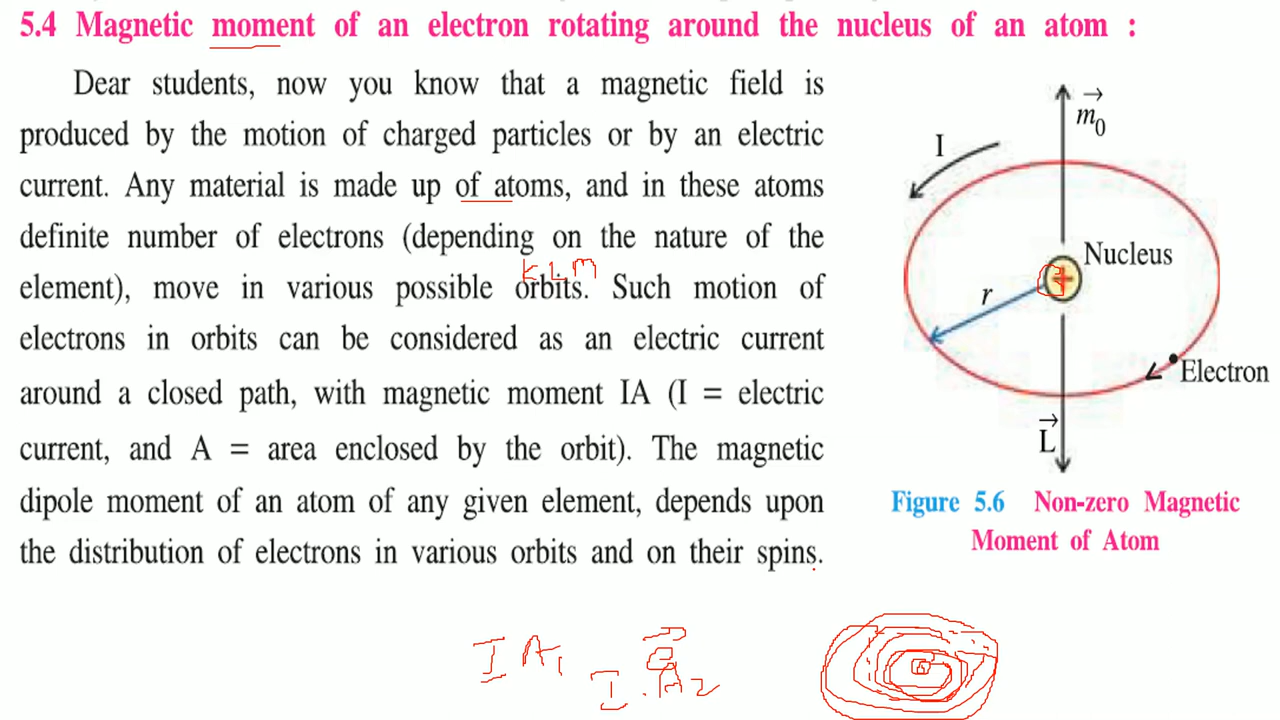 5.4 Magnetic moment of an electron rotating around the nucleus of an atom :
Dear students, now you know that a magnetic field is
produced by the motion of charged particles or by an electric
current. Any material is made up of atoms, and in these atoms
definite number of electrons (depending on the nature of the
K L M
element), move in various possible orbits. Such motion of
electrons in orbits can be considered as an electric current
around a closed path, with magnetic moment IA (I = electric
current, and A = area enclosed by the orbit). The magnetic
dipole moment of an atom of any given element, depends upon
the distribution of electrons in various orbits and on their spins.
m⃗₀
I
Nucleus
+
r
Electron
L⃗
Figure 5.6 Non-zero Magnetic
Moment of Atom
I A₁
I . A₂